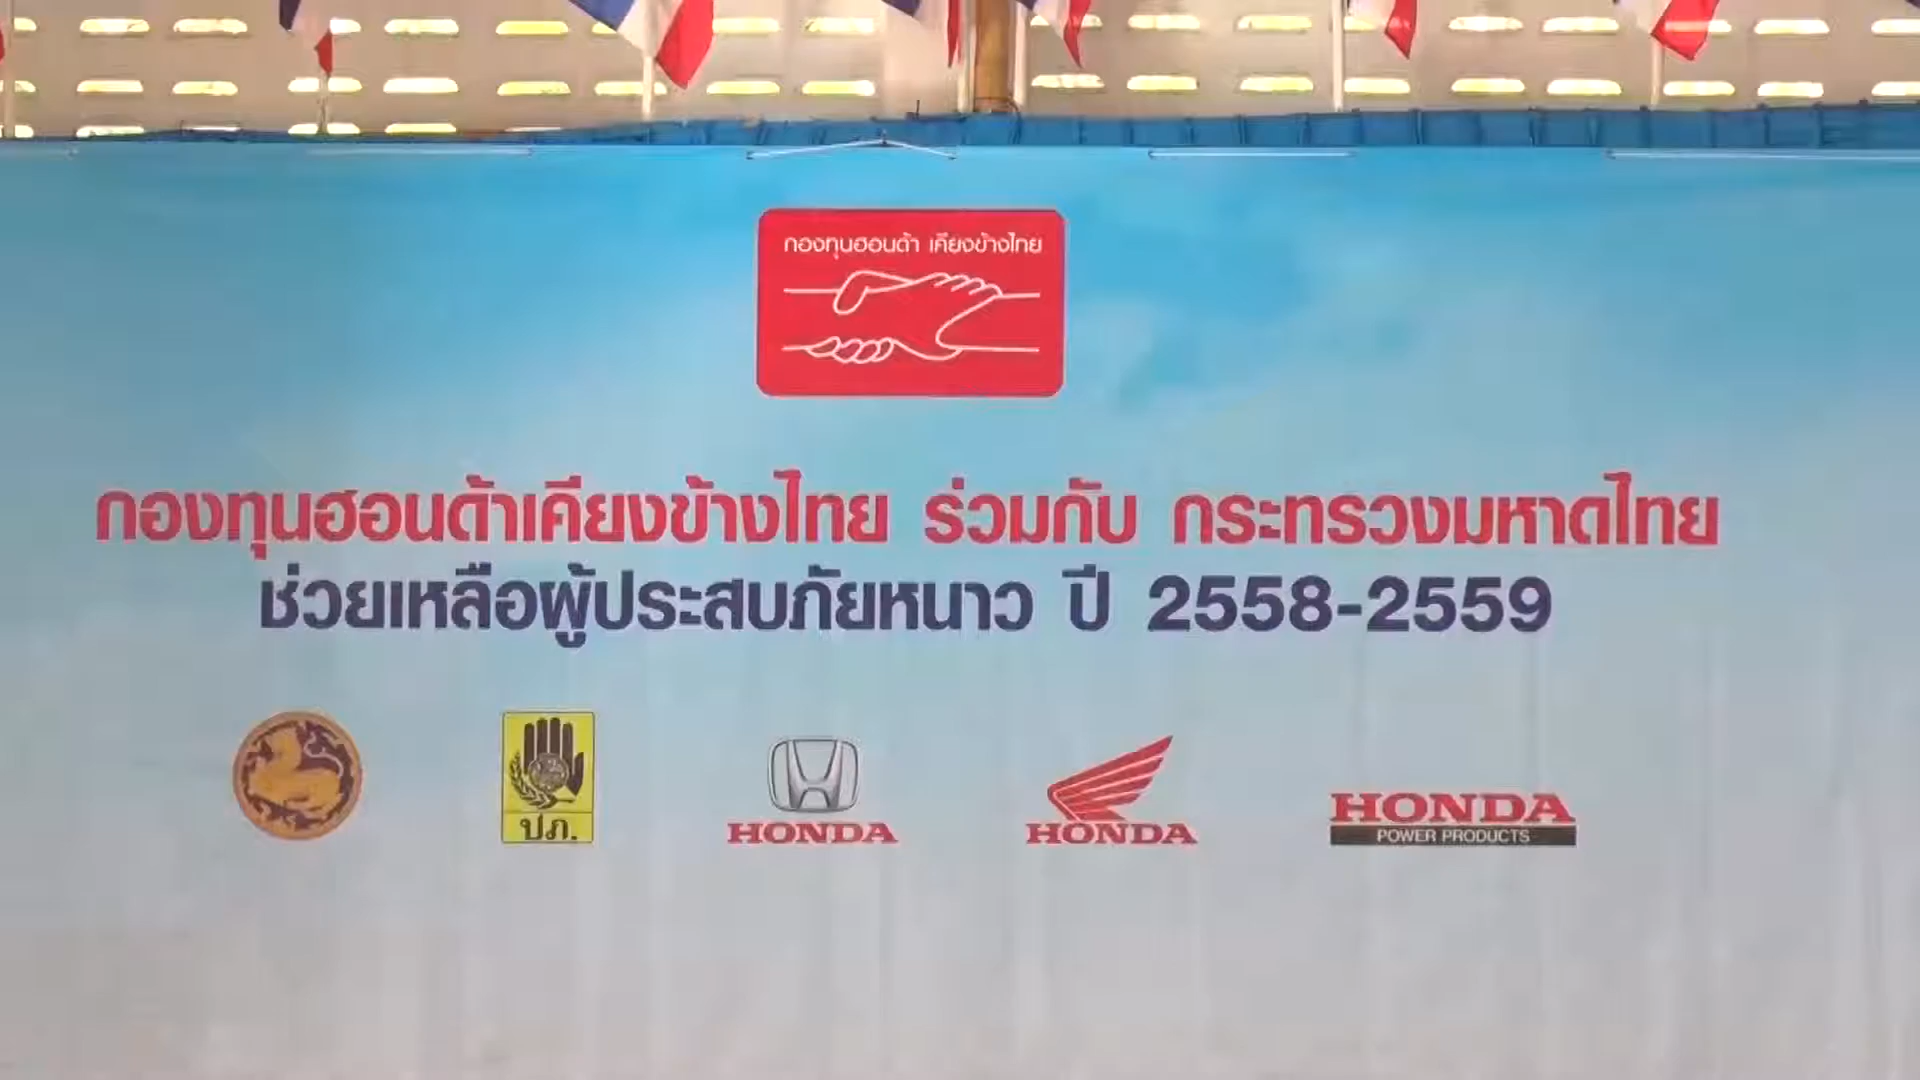 กองทุนฮอนด้า เคียงข้างไทย
กองทุนฮอนด้าเคียงข้างไทย ร่วมกับ กระทรวงมหาดไทย
ช่วยเหลือผู้ประสบภัยหนาว ปี 2558-2559
ปภ.
HONDA
HONDA
HONDA
POWER PRODUCTS